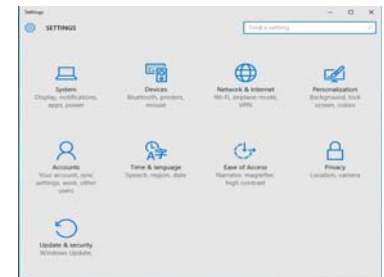 Settings
SETTINGS
Find a setting
System
Display, notifications,
apps, power
Devices
Bluetooth, printers,
mouse
Network & Internet
Wi-Fi, airplane mode,
VPN
Personalization
Background, lock
screen, colors
Accounts
Your account, sync
settings, work, other
users
Time & language
Speech, region, date
Ease of Access
Narrator, magnifier,
high contrast
Privacy
Location, camera
Update & security
Windows Update,